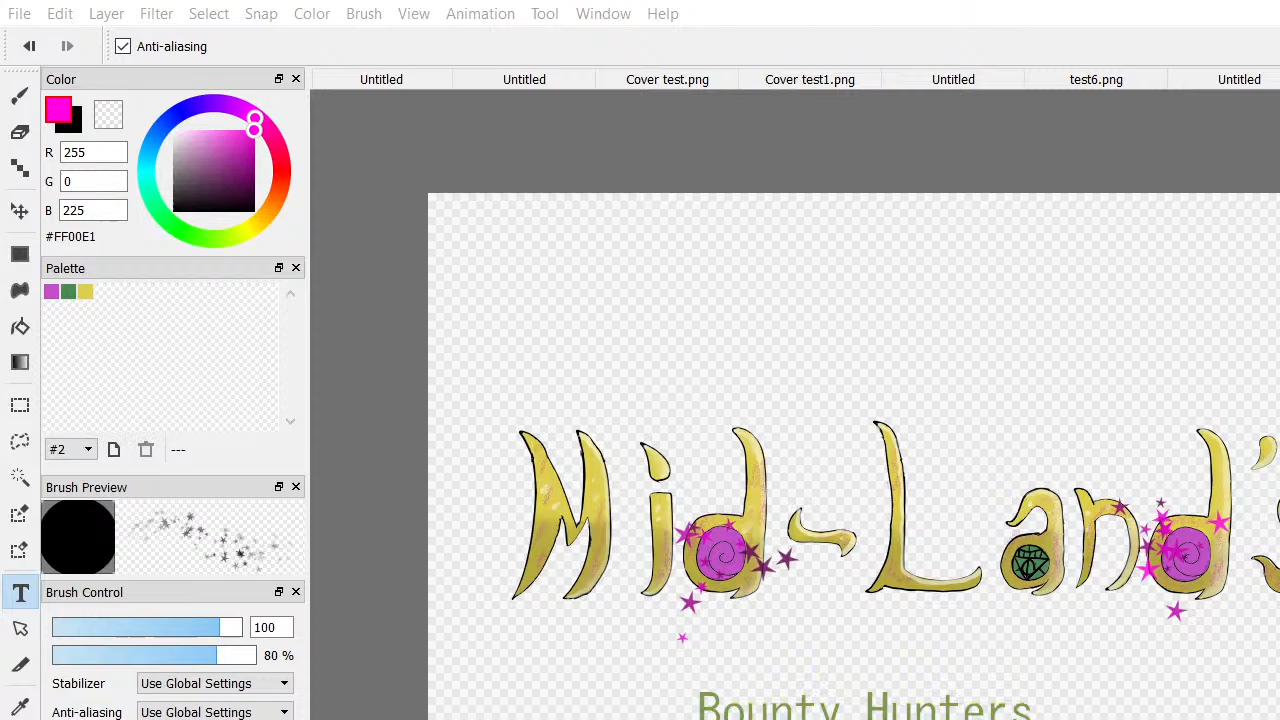 File Edit Layer Filter Select Snap Color Brush View Animation Tool Window Help
Anti-aliasing
Color
Untitled Untitled Cover test.png Cover test1.png Untitled test6.png Untitled
R 255
G 0
B 225
#FF00E1
Palette
#2 ---
Brush Preview
Mid-Land's
T Brush Control
100
80 %
Stabilizer Use Global Settings
Anti-aliasing Use Global Settings
Bounty Hunters